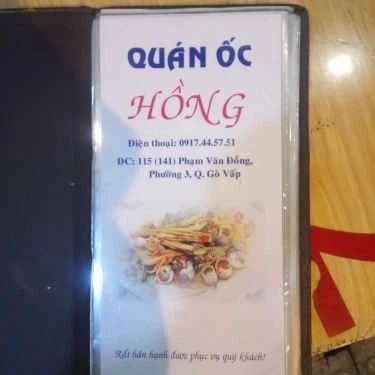 QUÁN ỐC
HỒNG
Điện thoại: 0917.44.57.51
ĐC: 115 (141) Phạm Văn Đồng,
Phường 3, Q. Gò Vấp
Rất hân hạnh được phục vụ quý khách!